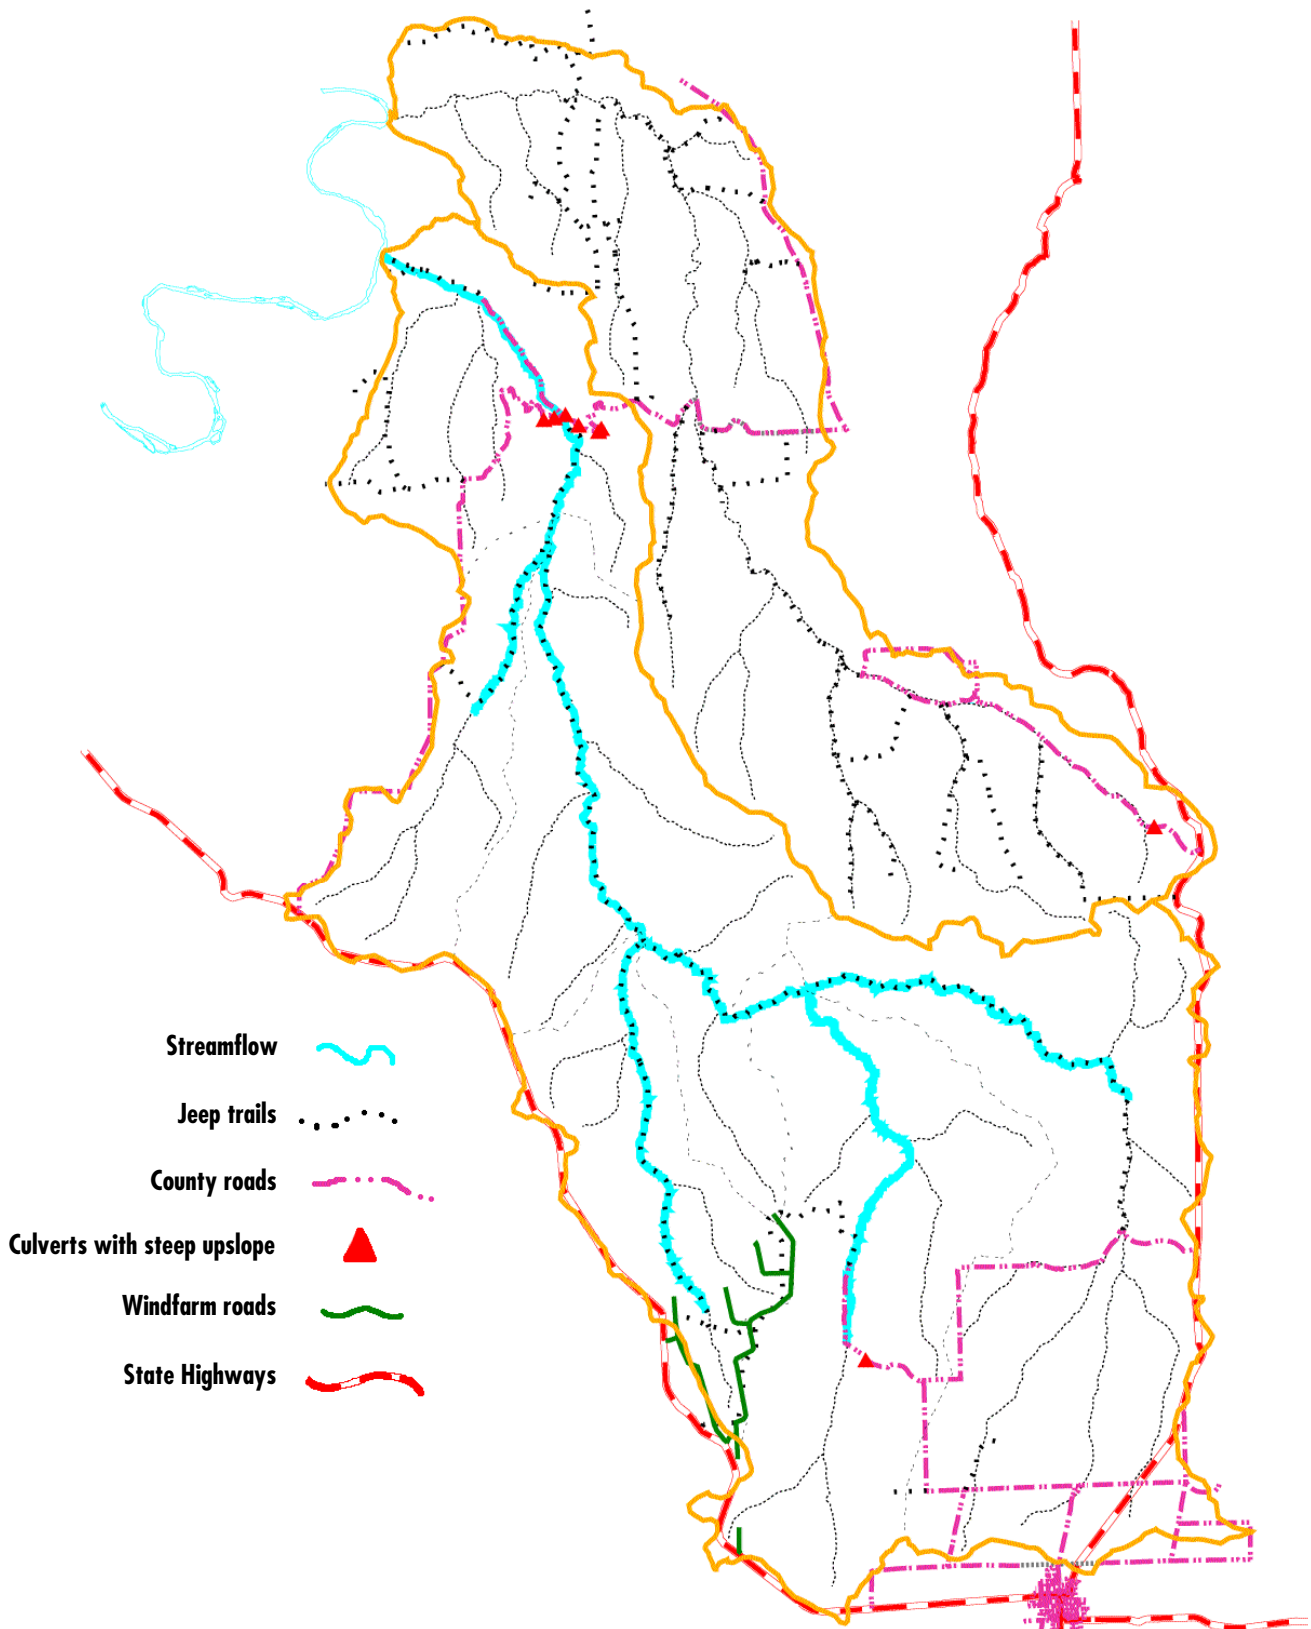 Streamflow
Jeep trails
County roads
Culverts with steep upslope
Windfarm roads
State Highways